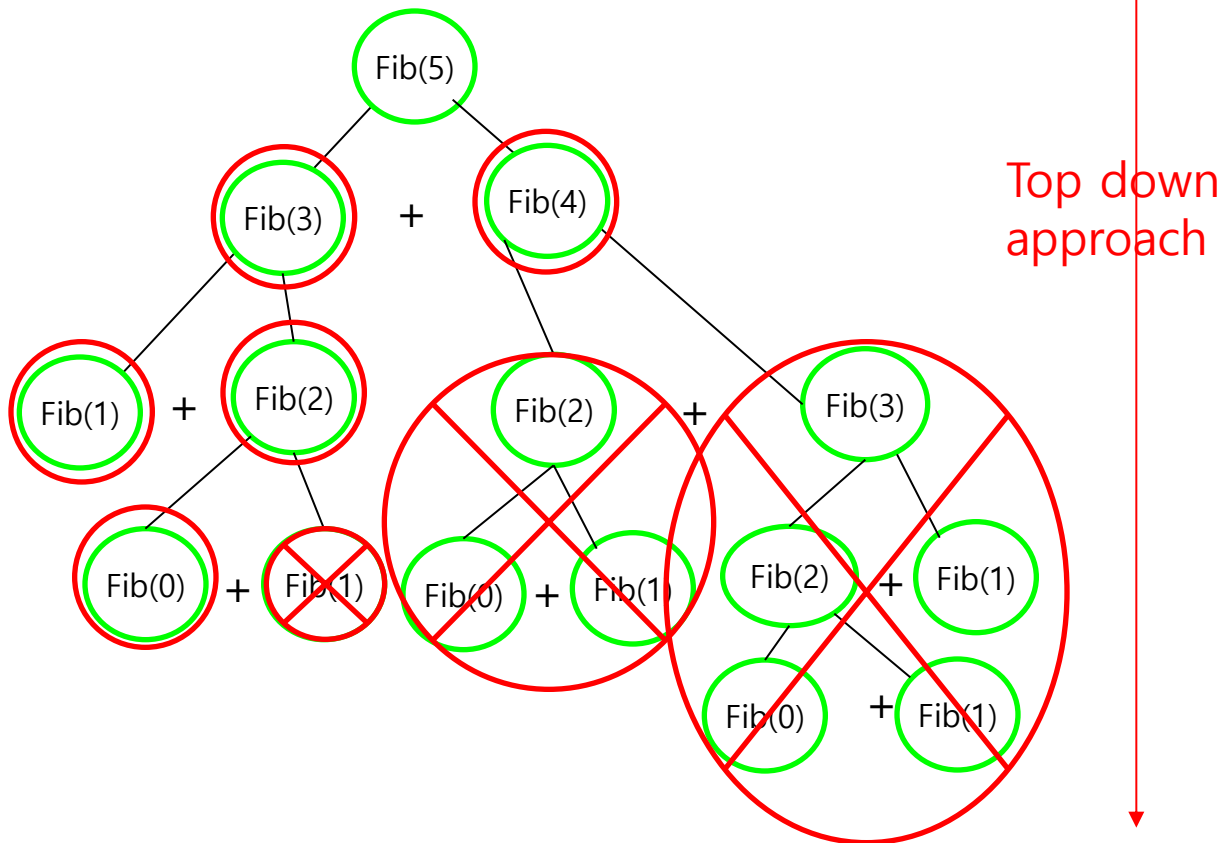 Fib(5)
Top down
approach
Fib(3) + Fib(4)
Fib(1) + Fib(2) Fib(2) + Fib(3)
Fib(0) + Fib(1) Fib(0) + Fib(1) Fib(2) + Fib(1)
Fib(0) + Fib(1)